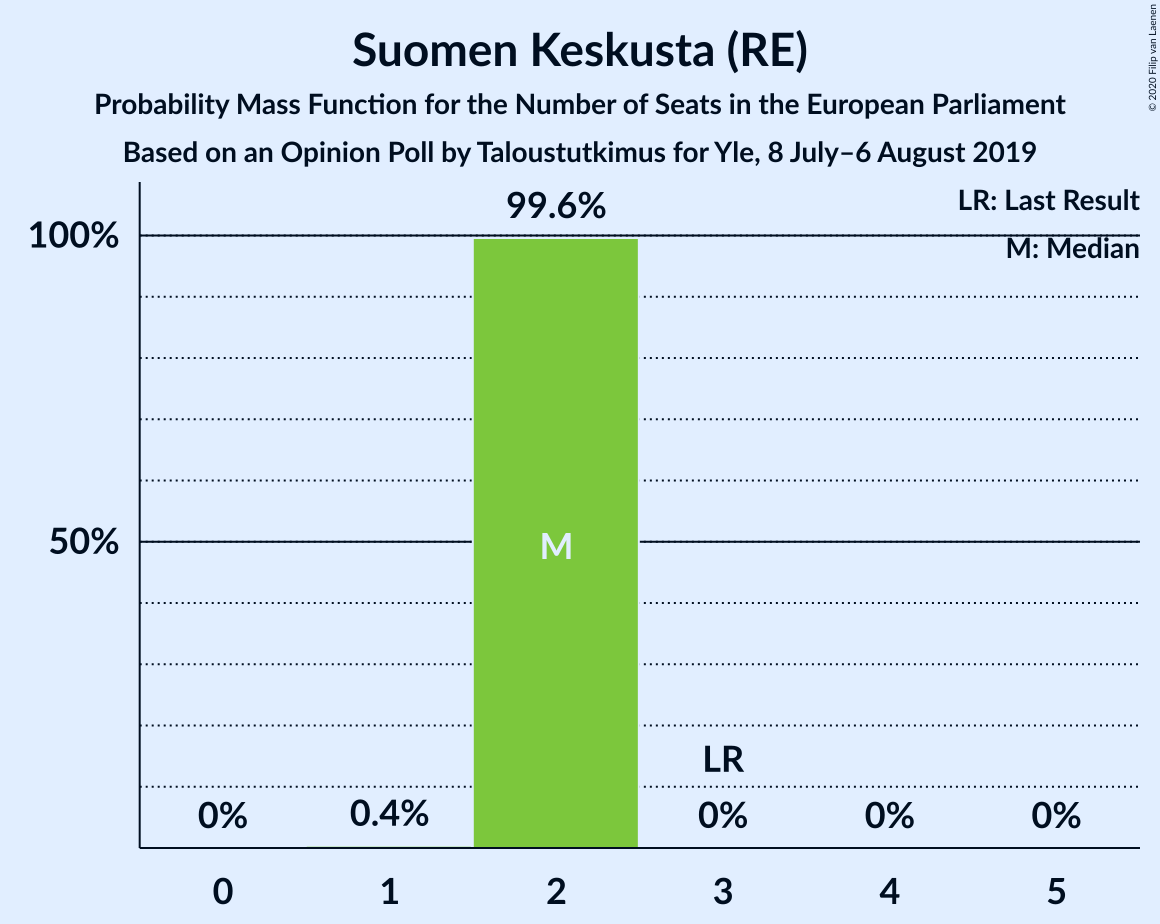 Suomen Keskusta (RE)
Probability Mass Function for the Number of Seats in the European Parliament
Based on an Opinion Poll by Taloustutkimus for Yle, 8 July–6 August 2019
© 2020 Filip van Laenen
LR: Last Result
M: Median
100%
50%
99.6%
M
LR
0%
0.4%
0%
0%
0%
0
1
2
3
4
5